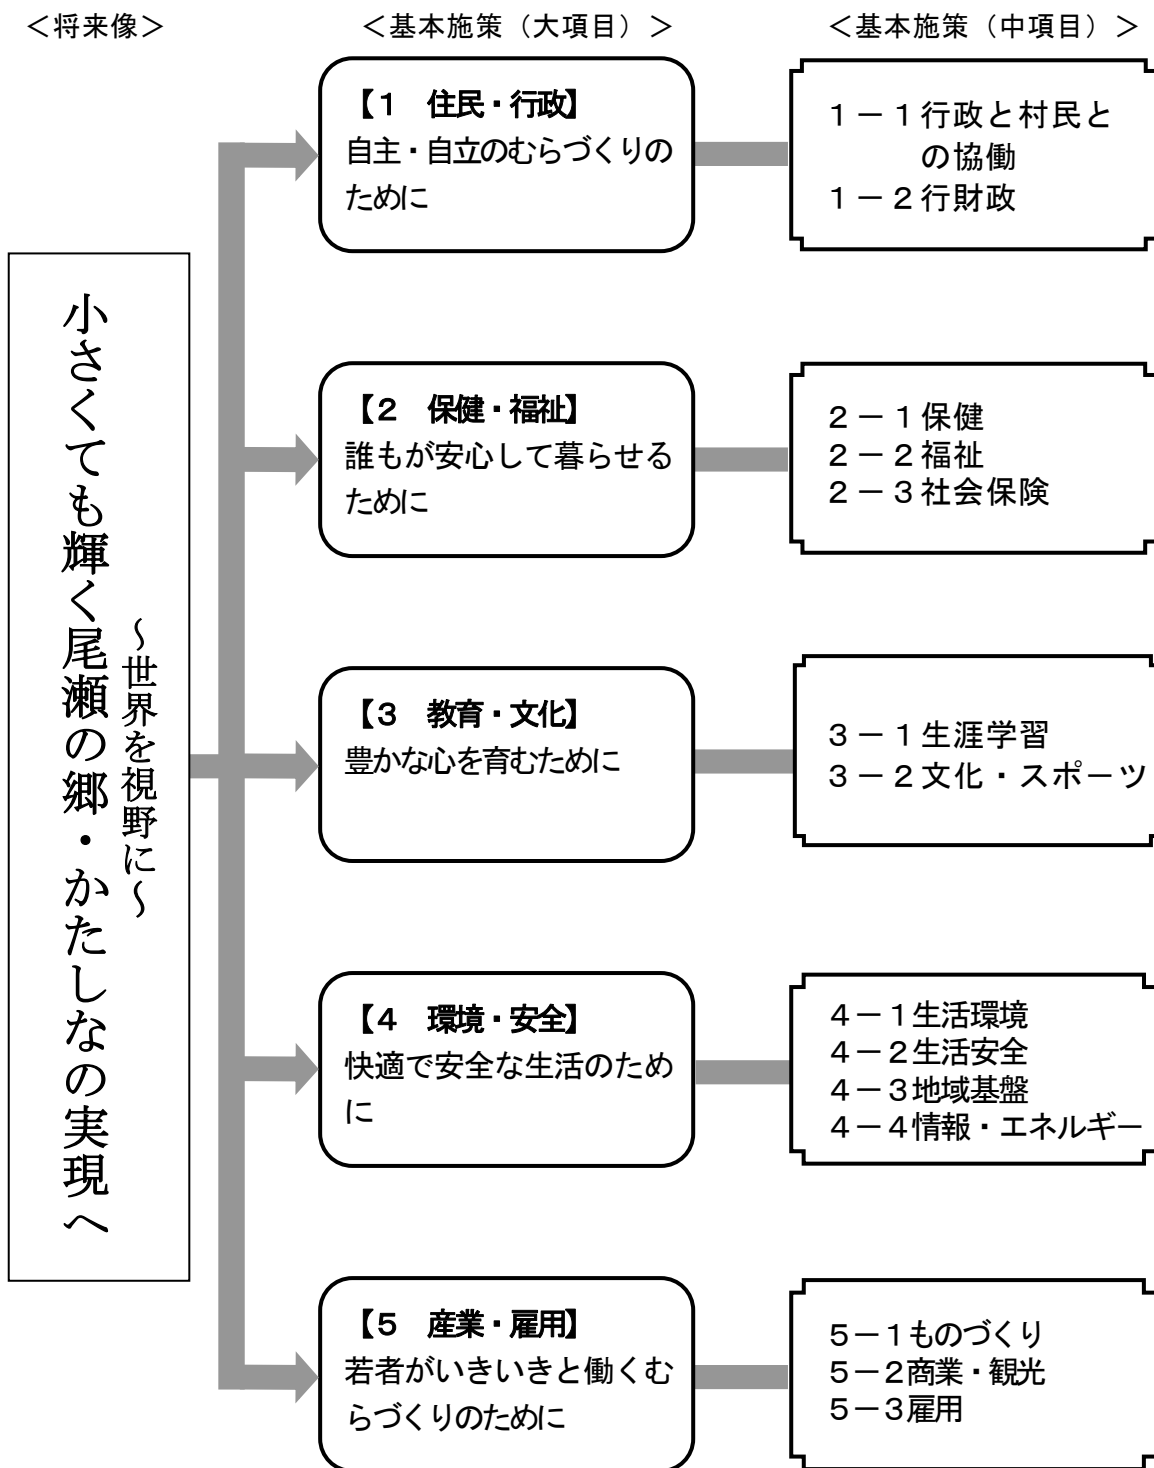 ＜将来像＞
＜基本施策（大項目）＞
＜基本施策（中項目）＞
小さくても輝く尾瀬の郷・かたしなの実現へ
～世界を視野に～
【１　住民・行政】
自主・自立のむらづくりの
ために
１－１行政と村民と
の協働
１－２行財政
【２　保健・福祉】
誰もが安心して暮らせる
ために
２－１保健
２－２福祉
２－３社会保険
【３　教育・文化】
豊かな心を育むために
３－１生涯学習
３－２文化・スポーツ
【４　環境・安全】
快適で安全な生活のため
に
４－１生活環境
４－２生活安全
４－３地域基盤
４－４情報・エネルギー
【５　産業・雇用】
若者がいきいきと働くむ
らづくりのために
５－１ものづくり
５－２商業・観光
５－３雇用